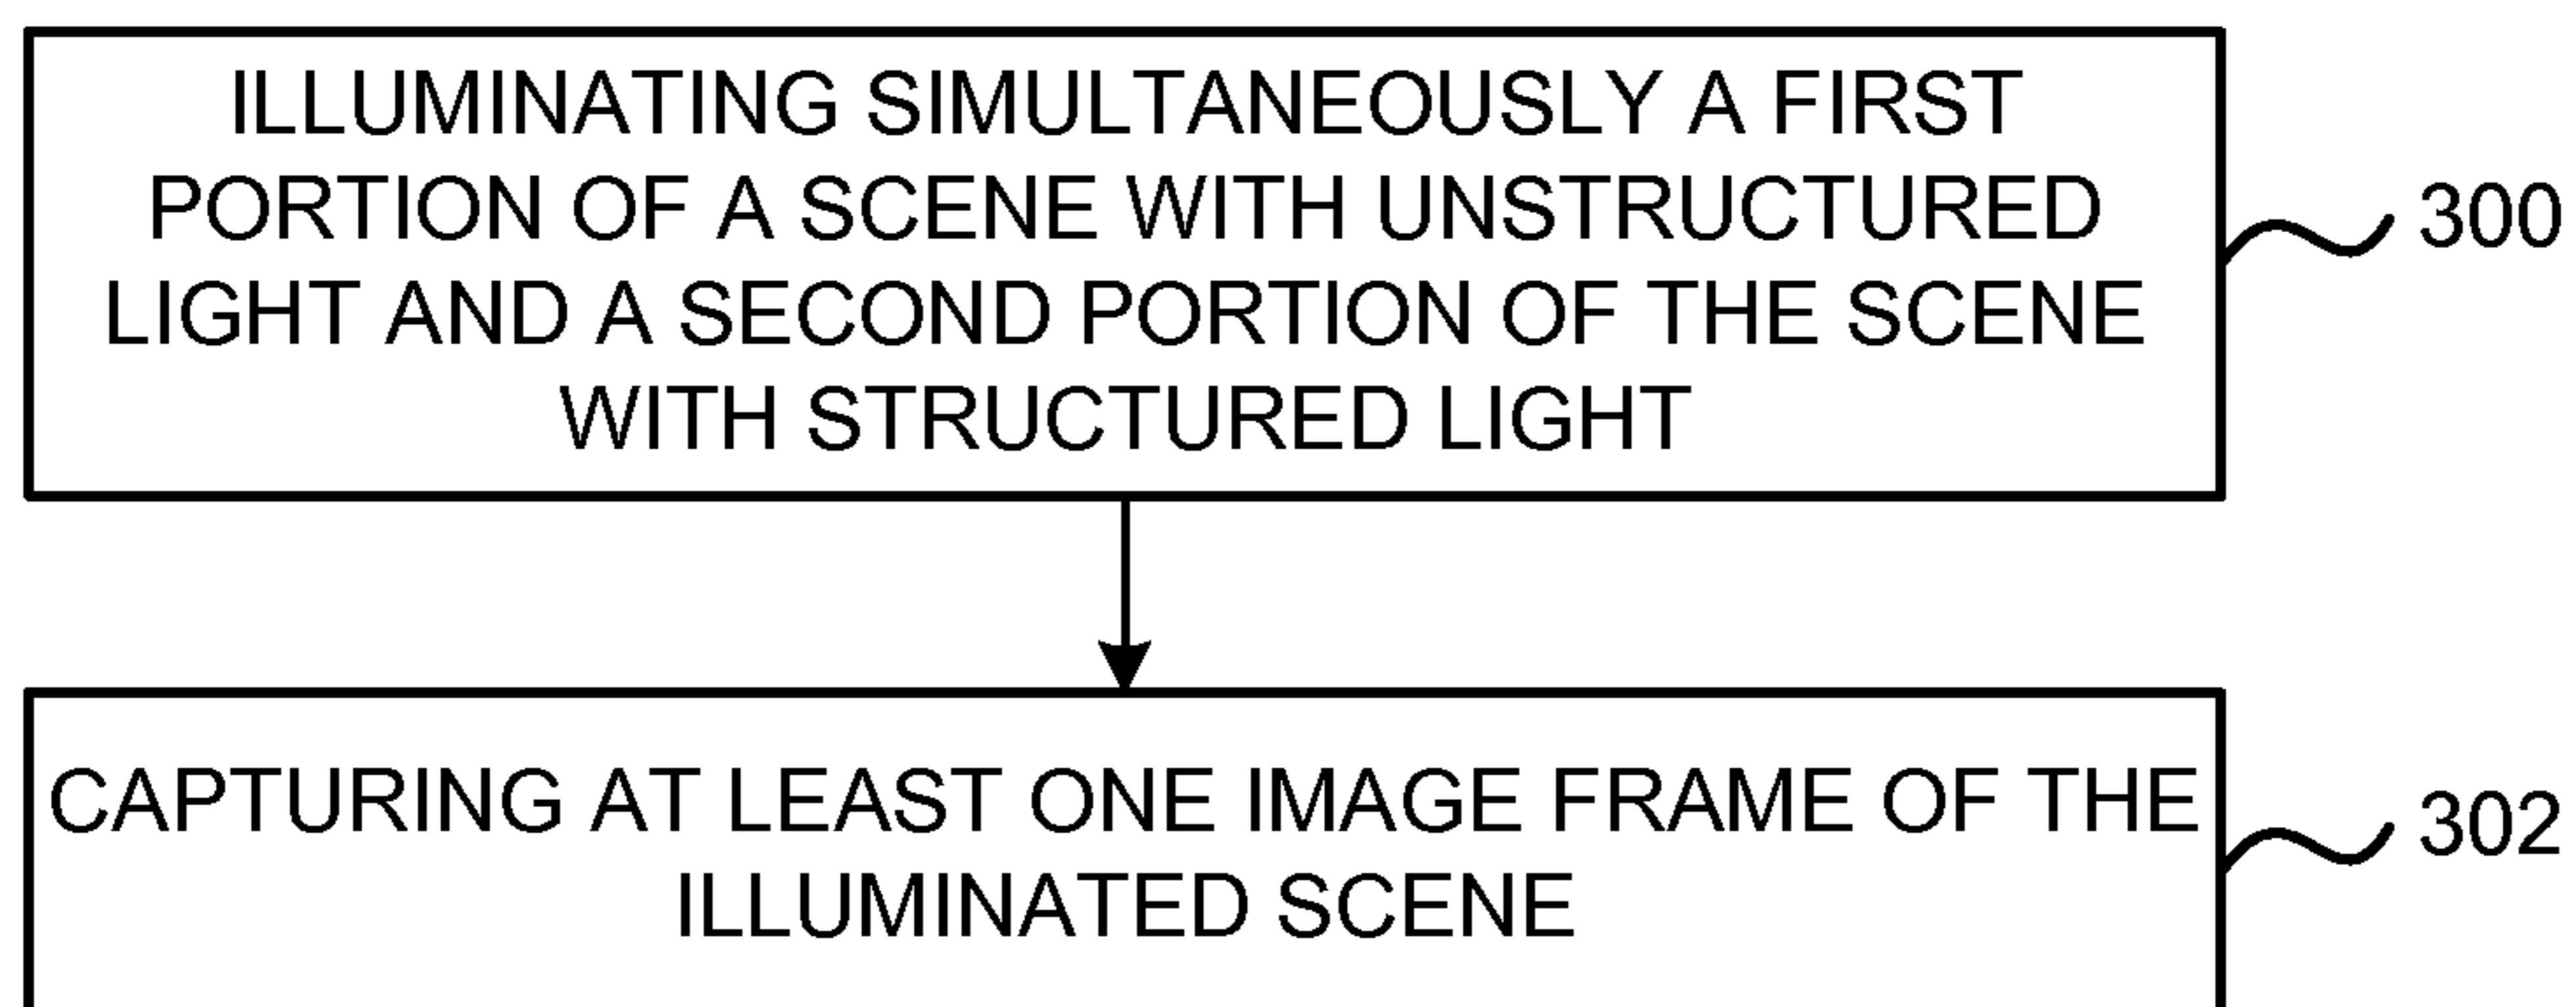 ILLUMINATING SIMULTANEOUSLY A FIRST
PORTION OF A SCENE WITH UNSTRUCTURED
LIGHT AND A SECOND PORTION OF THE SCENE
WITH STRUCTURED LIGHT
300
CAPTURING AT LEAST ONE IMAGE FRAME OF THE
ILLUMINATED SCENE
302